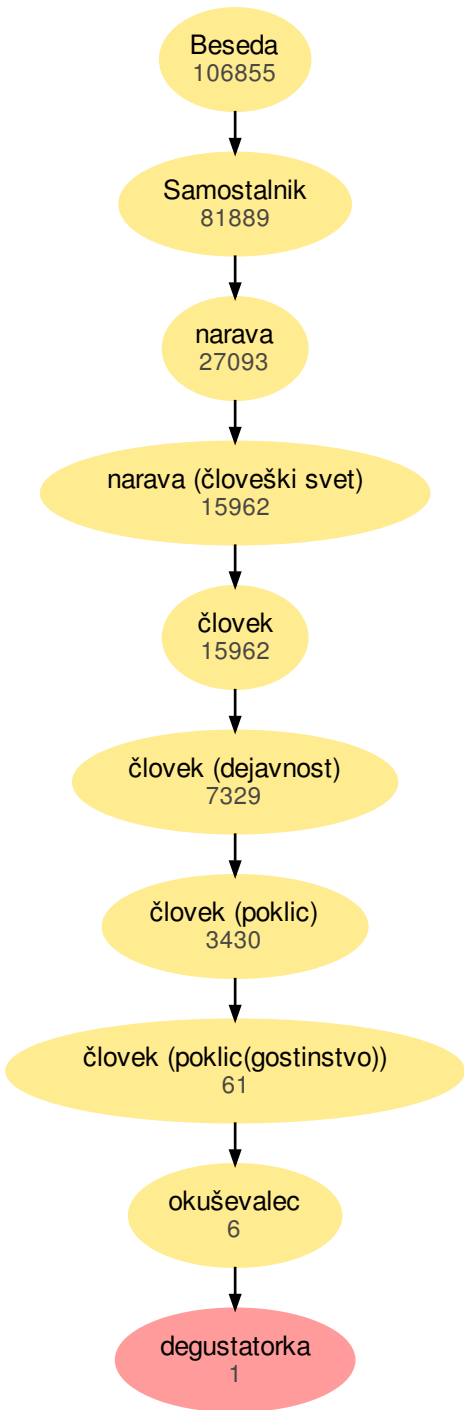 Beseda
106855
Samostalnik
81889
narava
27093
narava (človeški svet)
15962
človek
15962
človek (dejavnost)
7329
človek (poklic)
3430
človek (poklic(gostinstvo))
61
okuševalec
6
degustatorka
1